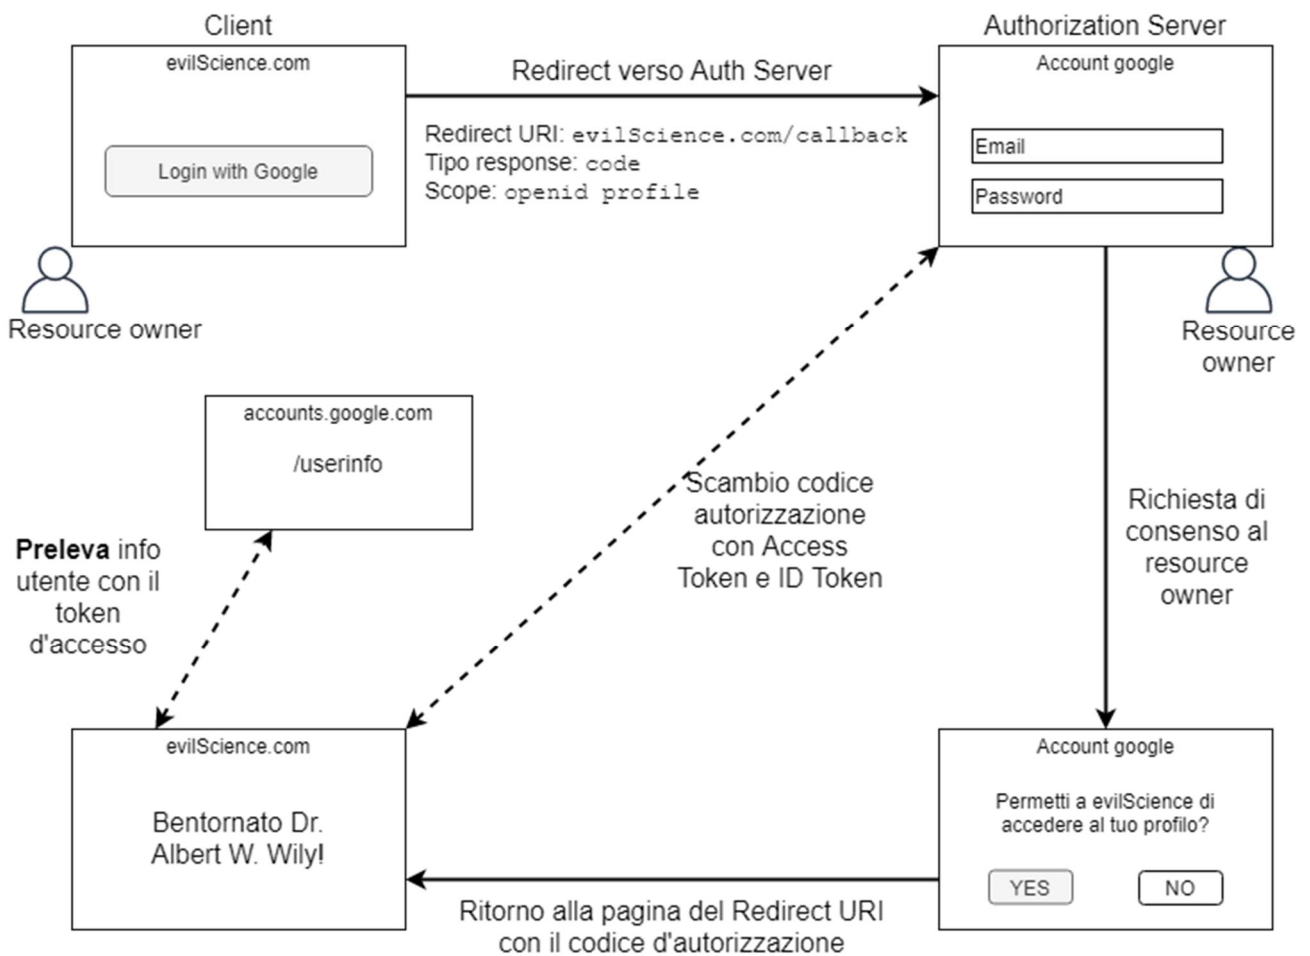 Client
evilScience.com
Login with Google
Resource owner
Redirect verso Auth Server
Redirect URI: evilScience.com/callback
Tipo response: code
Scope: openid profile
Authorization Server
Account google
Email
Password
Resource
owner
accounts.google.com
/userinfo
Preleva info
utente con il
token
d'accesso
Scambio codice
autorizzazione
con Access
Token e ID Token
Richiesta di
consenso al
resource
owner
evilScience.com
Bentornato Dr.
Albert W. Wily!
Ritorno alla pagina del Redirect URI
con il codice d'autorizzazione
Account google
Permetti a evilScience di
accedere al tuo profilo?
YES
NO